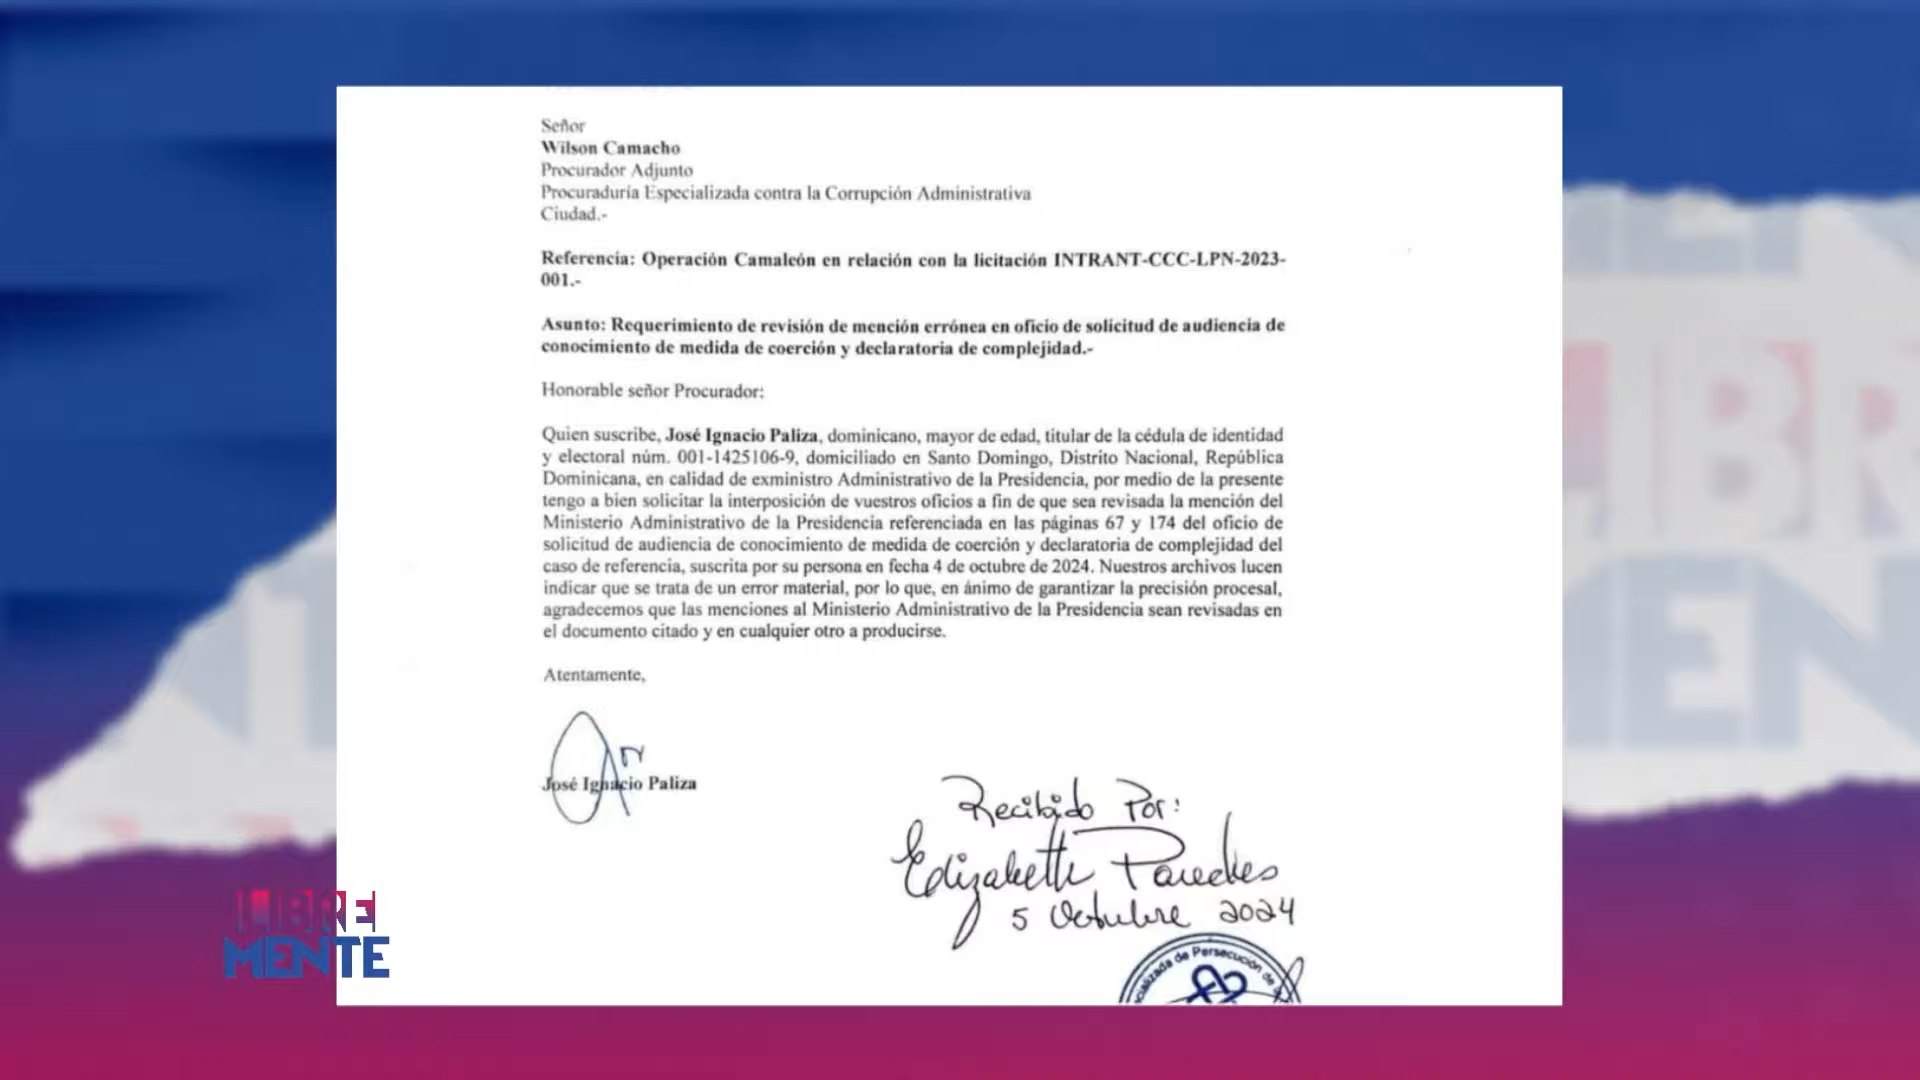 Señor
Wilson Camacho
Procurador Adjunto
Procuraduría Especializada contra la Corrupción Administrativa
Ciudad.-
Referencia: Operación Camaleón en relación con la licitación INTRANT-CCC-LPN-2023-
001.-
Asunto: Requerimiento de revisión de mención errónea en oficio de solicitud de audiencia de
conocimiento de medida de coerción y declaratoria de complejidad.-
Honorable señor Procurador:
Quien suscribe, José Ignacio Paliza, dominicano, mayor de edad, titular de la cédula de identidad
y electoral núm. 001-1425106-9, domiciliado en Santo Domingo, Distrito Nacional, República
Dominicana, en calidad de exministro Administrativo de la Presidencia, por medio de la presente
tengo a bien solicitar la interposición de vuestros oficios a fin de que sea revisada la mención del
Ministerio Administrativo de la Presidencia referenciada en las páginas 67 y 174 del oficio de
solicitud de audiencia de conocimiento de medida de coerción y declaratoria de complejidad del
caso de referencia, suscrita por su persona en fecha 4 de octubre de 2024. Nuestros archivos lucen
indicar que se trata de un error material, por lo que, en ánimo de garantizar la precisión procesal,
agradecemos que las menciones al Ministerio Administrativo de la Presidencia sean revisadas en
el documento citado y en cualquier otro a producirse.
Atentamente,
José Ignacio Paliza
Recibido Por:
Elizabeth Paredes
5 Octubre 2024
cializada de Persecución de
LIBRE
MENTE